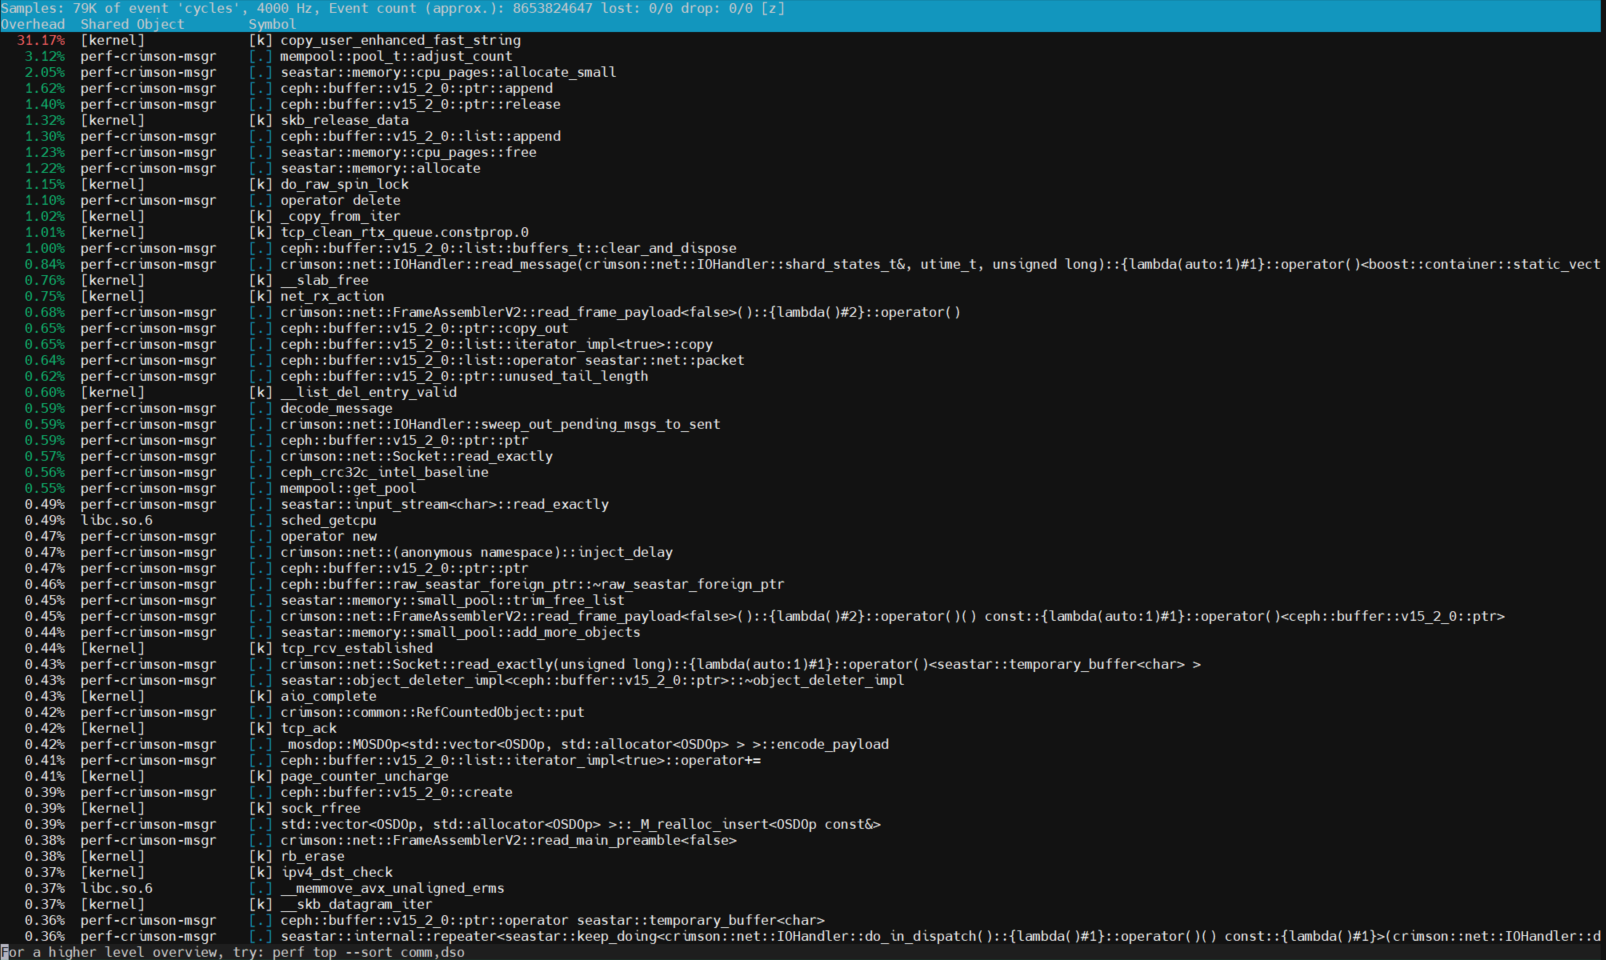 Samples: 79K of event 'cycles', 4000 Hz, Event count (approx.): 8653824647 lost: 0/0 drop: 0/0 [z]
Overhead  Shared Object        Symbol
31.17%  [kernel]             [k] copy_user_enhanced_fast_string
3.12%  perf-crimson-msgr    [.] mempool::pool_t::adjust_count
2.05%  perf-crimson-msgr    [.] seastar::memory::cpu_pages::allocate_small
1.62%  perf-crimson-msgr    [.] ceph::buffer::v15_2_0::ptr::append
1.40%  perf-crimson-msgr    [.] ceph::buffer::v15_2_0::ptr::release
1.32%  [kernel]             [k] skb_release_data
1.30%  perf-crimson-msgr    [.] ceph::buffer::v15_2_0::list::append
1.23%  perf-crimson-msgr    [.] seastar::memory::cpu_pages::free
1.22%  perf-crimson-msgr    [.] seastar::memory::allocate
1.15%  [kernel]             [k] do_raw_spin_lock
1.10%  perf-crimson-msgr    [.] operator delete
1.02%  [kernel]             [k] _copy_from_iter
1.01%  [kernel]             [k] tcp_clean_rtx_queue.constprop.0
1.00%  perf-crimson-msgr    [.] ceph::buffer::v15_2_0::list::buffers_t::clear_and_dispose
0.84%  perf-crimson-msgr    [.] crimson::net::IOHandler::read_message(crimson::net::IOHandler::shard_states_t&, utime_t, unsigned long)::{lambda(auto:1)#1}::operator()<boost::container::static_vect
0.76%  [kernel]             [k] __slab_free
0.75%  [kernel]             [k] net_rx_action
0.68%  perf-crimson-msgr    [.] crimson::net::FrameAssemblerV2::read_frame_payload<false>()::{lambda()#2}::operator()
0.65%  perf-crimson-msgr    [.] ceph::buffer::v15_2_0::ptr::copy_out
0.65%  perf-crimson-msgr    [.] ceph::buffer::v15_2_0::list::iterator_impl<true>::copy
0.64%  perf-crimson-msgr    [.] ceph::buffer::v15_2_0::list::operator seastar::net::packet
0.62%  perf-crimson-msgr    [.] ceph::buffer::v15_2_0::ptr::unused_tail_length
0.60%  [kernel]             [k] __list_del_entry_valid
0.59%  perf-crimson-msgr    [.] decode_message
0.59%  perf-crimson-msgr    [.] crimson::net::IOHandler::sweep_out_pending_msgs_to_sent
0.59%  perf-crimson-msgr    [.] ceph::buffer::v15_2_0::ptr::ptr
0.57%  perf-crimson-msgr    [.] crimson::net::Socket::read_exactly
0.56%  perf-crimson-msgr    [.] ceph_crc32c_intel_baseline
0.55%  perf-crimson-msgr    [.] mempool::get_pool
0.49%  perf-crimson-msgr    [.] seastar::input_stream<char>::read_exactly
0.49%  libc.so.6            [.] sched_getcpu
0.47%  perf-crimson-msgr    [.] operator new
0.47%  perf-crimson-msgr    [.] crimson::net::(anonymous namespace)::inject_delay
0.47%  perf-crimson-msgr    [.] ceph::buffer::v15_2_0::ptr::ptr
0.46%  perf-crimson-msgr    [.] ceph::buffer::raw_seastar_foreign_ptr::~raw_seastar_foreign_ptr
0.45%  perf-crimson-msgr    [.] seastar::memory::small_pool::trim_free_list
0.45%  perf-crimson-msgr    [.] crimson::net::FrameAssemblerV2::read_frame_payload<false>()::{lambda()#2}::operator()() const::{lambda(auto:1)#1}::operator()<ceph::buffer::v15_2_0::ptr>
0.44%  perf-crimson-msgr    [.] seastar::memory::small_pool::add_more_objects
0.44%  [kernel]             [k] tcp_rcv_established
0.43%  perf-crimson-msgr    [.] crimson::net::Socket::read_exactly(unsigned long)::{lambda(auto:1)#1}::operator()<seastar::temporary_buffer<char> >
0.43%  perf-crimson-msgr    [.] seastar::object_deleter_impl<ceph::buffer::v15_2_0::ptr>::~object_deleter_impl
0.43%  [kernel]             [k] aio_complete
0.42%  perf-crimson-msgr    [.] crimson::common::RefCountedObject::put
0.42%  [kernel]             [k] tcp_ack
0.42%  perf-crimson-msgr    [.] _mosdop::MOSDOp<std::vector<OSDOp, std::allocator<OSDOp> > >::encode_payload
0.41%  perf-crimson-msgr    [.] ceph::buffer::v15_2_0::list::iterator_impl<true>::operator+=
0.41%  [kernel]             [k] page_counter_uncharge
0.39%  perf-crimson-msgr    [.] ceph::buffer::v15_2_0::create
0.39%  [kernel]             [k] sock_rfree
0.39%  perf-crimson-msgr    [.] std::vector<OSDOp, std::allocator<OSDOp> >::_M_realloc_insert<OSDOp const&>
0.38%  perf-crimson-msgr    [.] crimson::net::FrameAssemblerV2::read_main_preamble<false>
0.38%  [kernel]             [k] rb_erase
0.37%  [kernel]             [k] ipv4_dst_check
0.37%  libc.so.6            [.] __memmove_avx_unaligned_erms
0.37%  [kernel]             [k] __skb_datagram_iter
0.36%  perf-crimson-msgr    [.] ceph::buffer::v15_2_0::ptr::operator seastar::temporary_buffer<char>
0.36%  perf-crimson-msgr    [.] seastar::internal::repeater<seastar::keep_doing<crimson::net::IOHandler::do_in_dispatch()::{lambda()#1}::operator()() const::{lambda()#1}>(crimson::net::IOHandler::d
For a higher level overview, try: perf top --sort comm,dso